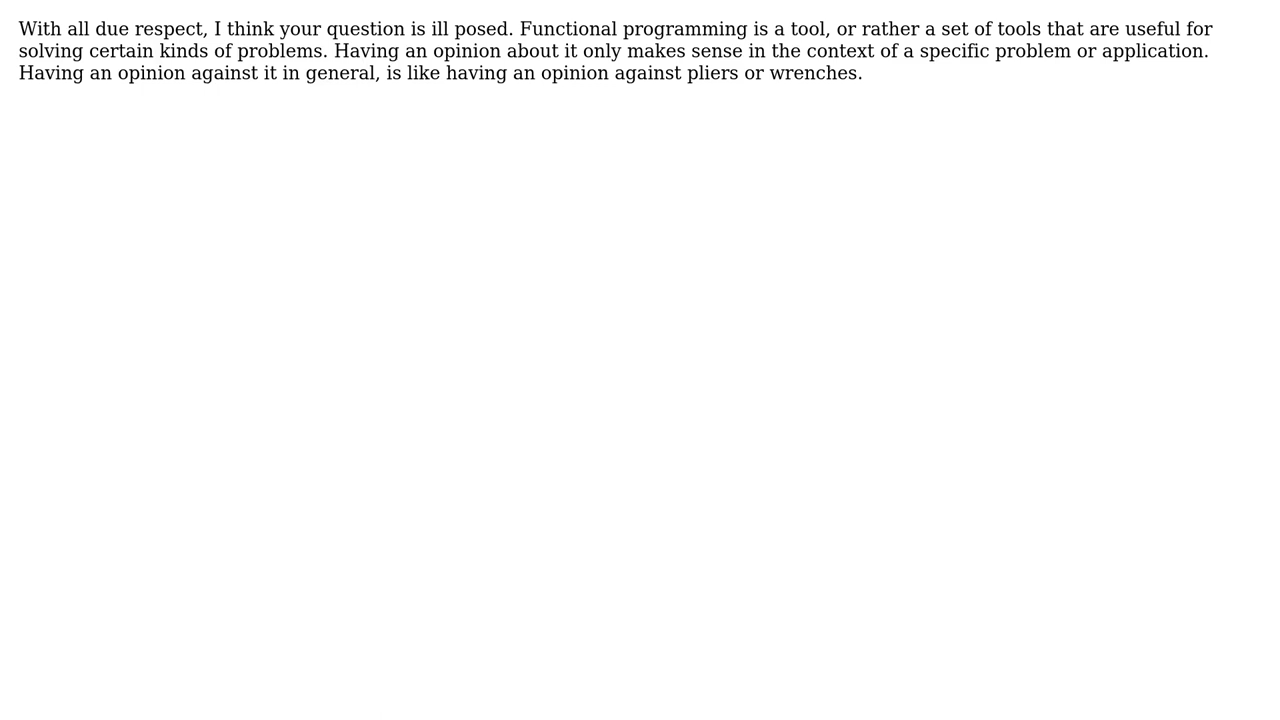 With all due respect, I think your question is ill posed. Functional programming is a tool, or rather a set of tools that are useful for
solving certain kinds of problems. Having an opinion about it only makes sense in the context of a specific problem or application.
Having an opinion against it in general, is like having an opinion against pliers or wrenches.